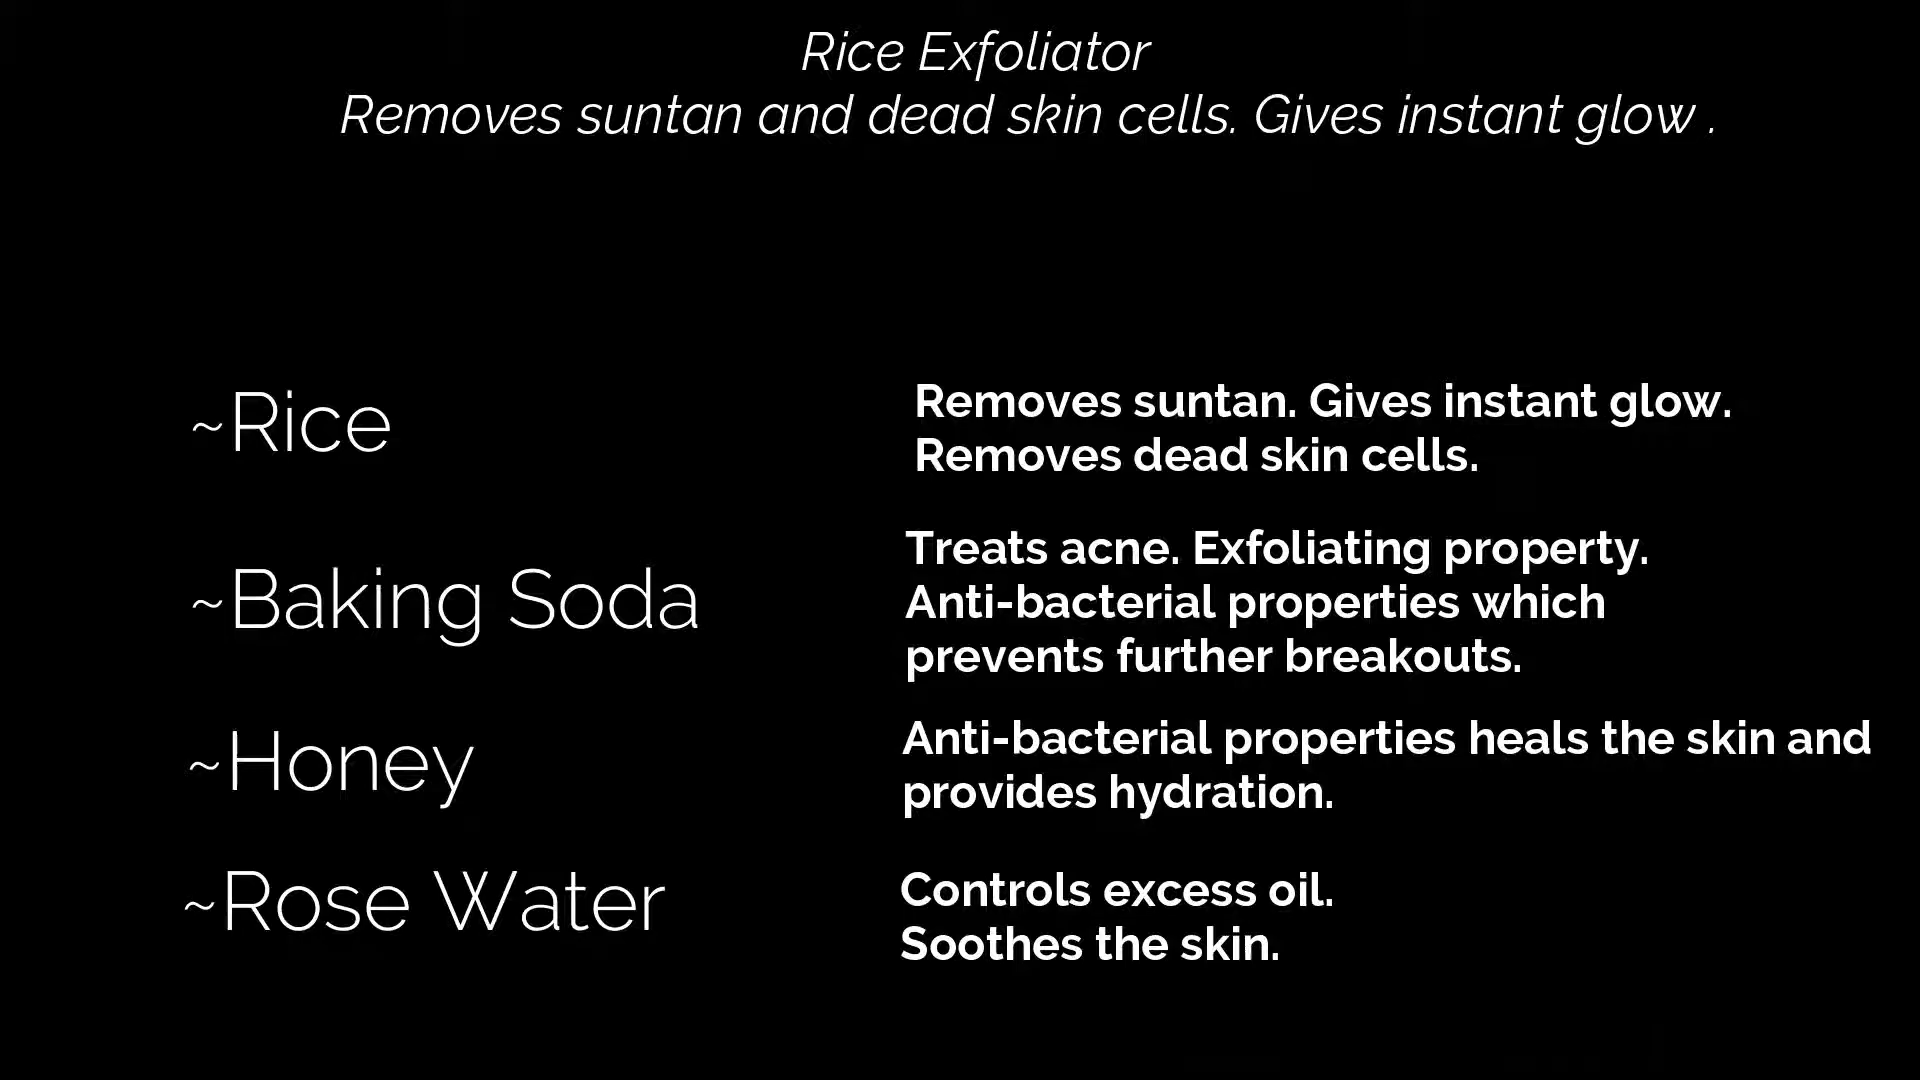 Rice Exfoliator
Removes suntan and dead skin cells. Gives instant glow .
~Rice
Removes suntan. Gives instant glow.
Removes dead skin cells.
~Baking Soda
Treats acne. Exfoliating property.
Anti-bacterial properties which
prevents further breakouts.
~Honey
Anti-bacterial properties heals the skin and
provides hydration.
~Rose Water
Controls excess oil.
Soothes the skin.